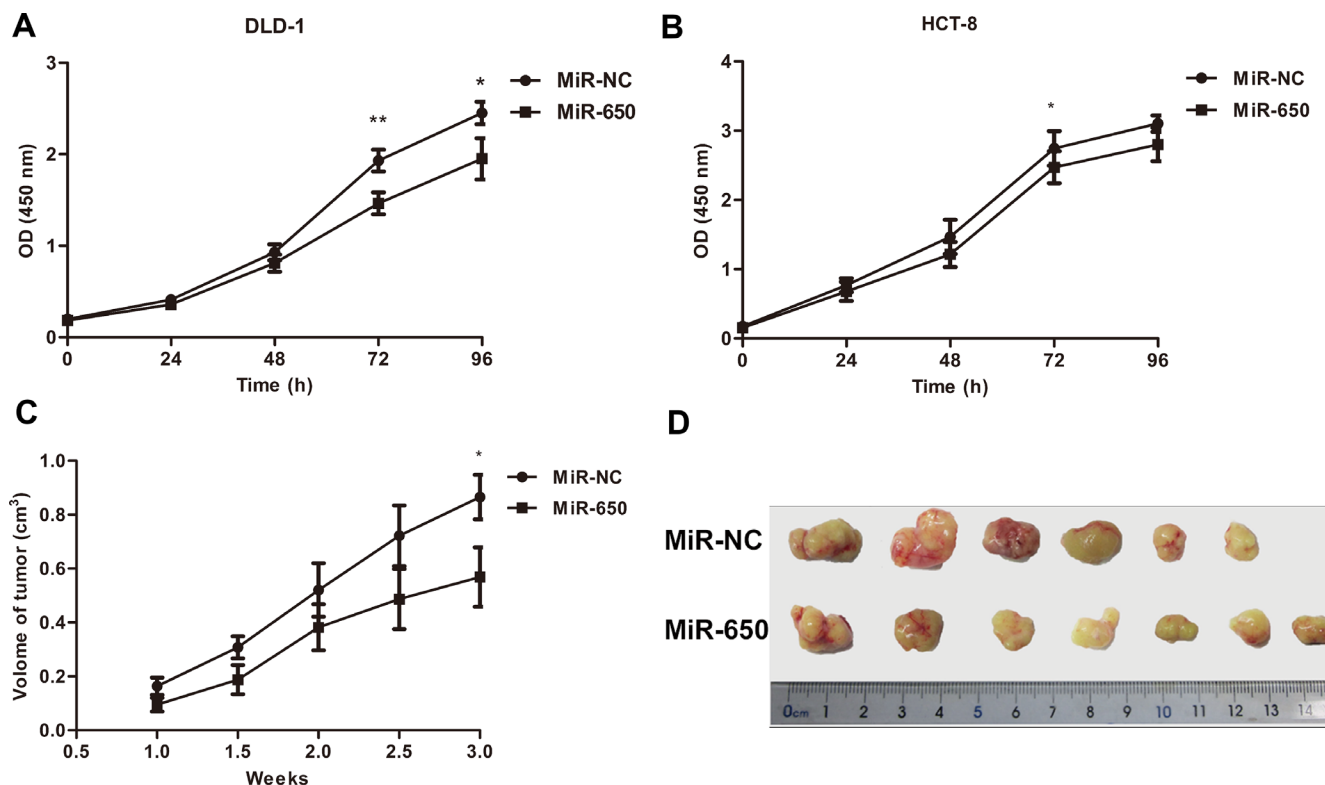 A
DLD-1
3
2
1
0
OD (450 nm)
**
*
MiR-NC
MiR-650
0 24 48 72 96
Time (h)
B
HCT-8
4
3
2
1
0
OD (450 nm)
*
MiR-NC
MiR-650
0 24 48 72 96
Time (h)
C
1.0
0.8
0.6
0.4
0.2
0.0
Volome of tumor (cm³)
*
MiR-NC
MiR-650
0.5 1.0 1.5 2.0 2.5 3.0
Weeks
D
MiR-NC
MiR-650
0cm 1 2 3 4 5 6 7 8 9 10 11 12 13 14